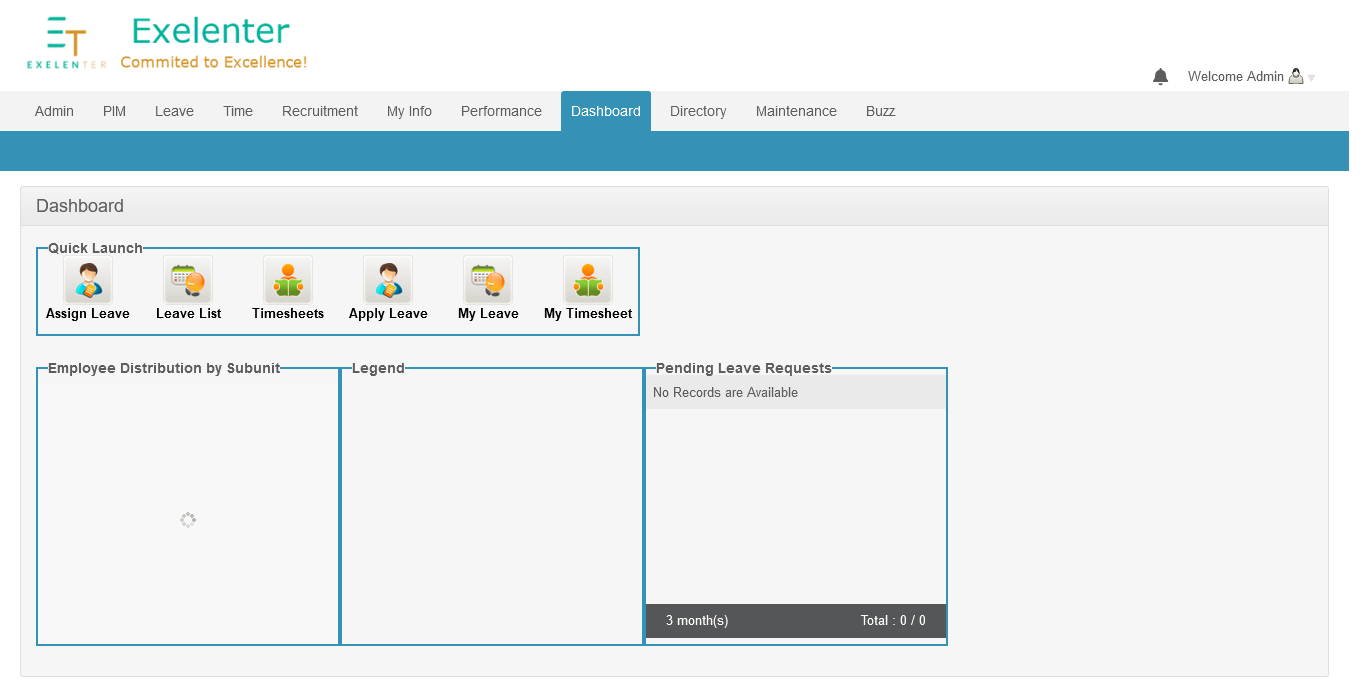 Exelenter
EXELENTER
Commited to Excellence!
Welcome Admin
Admin PIM Leave Time Recruitment My Info Performance Dashboard Directory Maintenance Buzz
Dashboard
Quick Launch
Assign Leave Leave List Timesheets Apply Leave My Leave My Timesheet
Employee Distribution by Subunit Legend Pending Leave Requests
No Records are Available
3 month(s) Total : 0 / 0